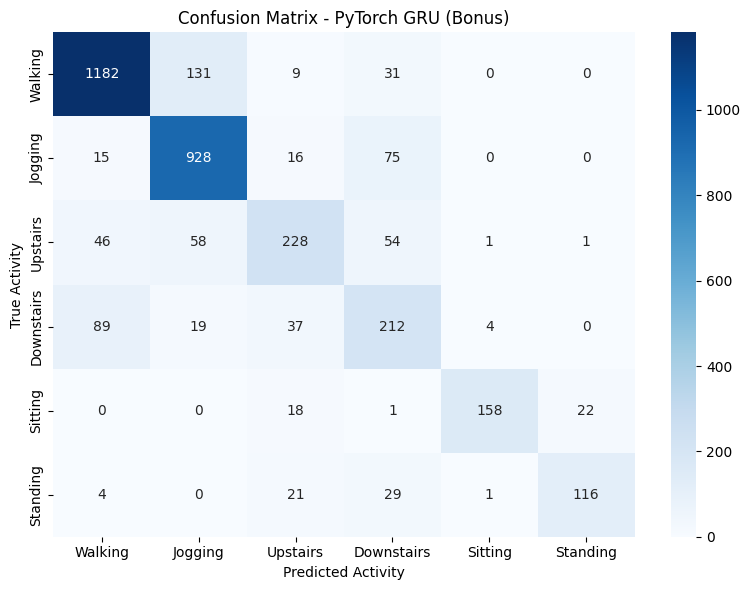 Confusion Matrix - PyTorch GRU (Bonus)
True Activity
Walking 1182 131 9 31 0 0
Jogging 15 928 16 75 0 0
Upstairs 46 58 228 54 1 1
Downstairs 89 19 37 212 4 0
Sitting 0 0 18 1 158 22
Standing 4 0 21 29 1 116
Walking Jogging Upstairs Downstairs Sitting Standing
Predicted Activity
1000
800
600
400
200
0